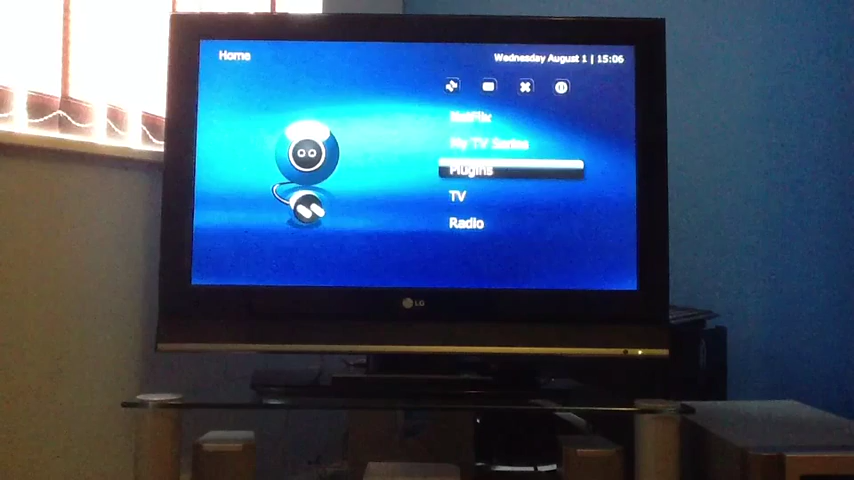 Home
Wednesday August 1 | 15:06
NetFlix
My TV Series
Plugins
TV
Radio
LG